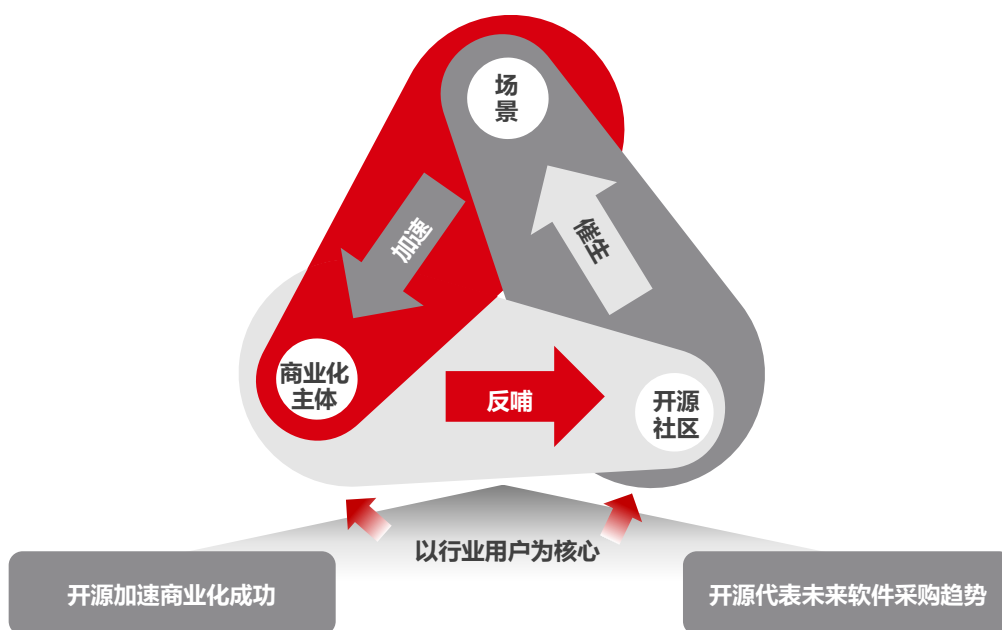 场
景
加速
催生
商业化
主体
反哺
开源
社区
以行业用户为核心
开源加速商业化成功
开源代表未来软件采购趋势